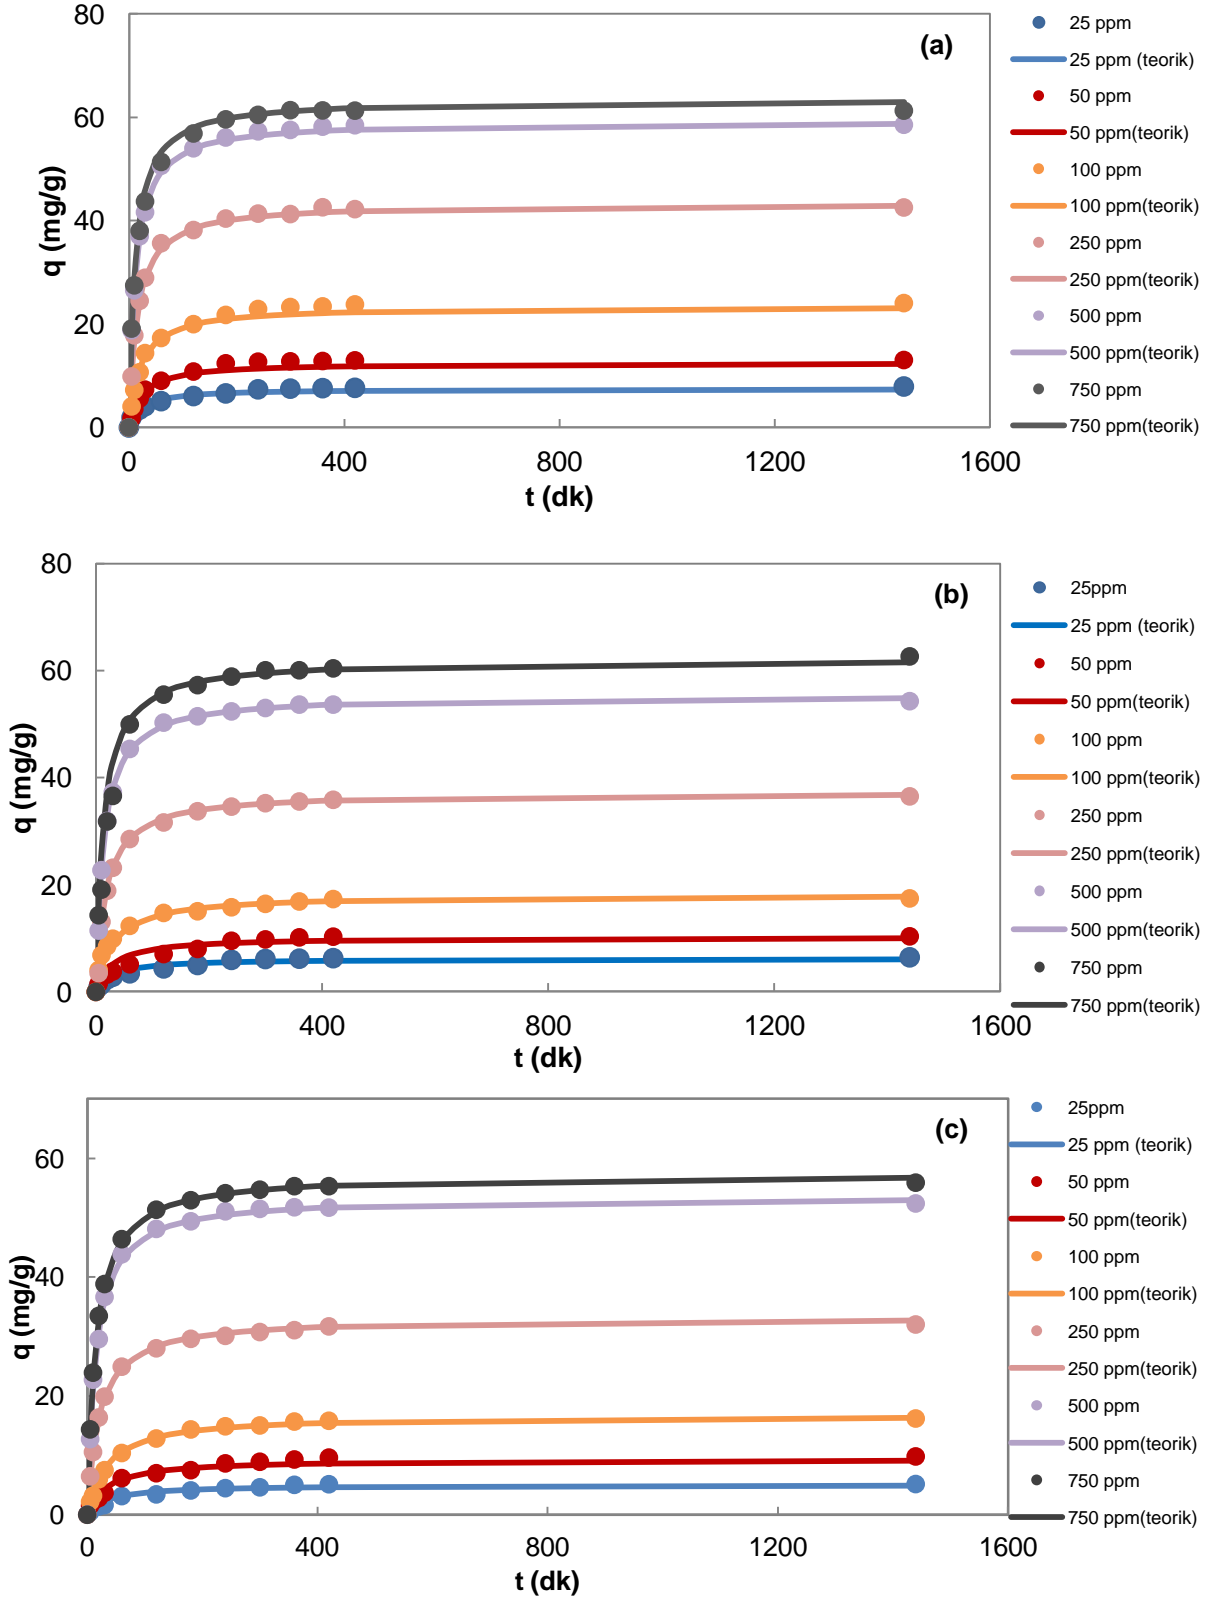 80
60
40
20
0
q (mg/g)
(a)
0 400 800 1200 1600
t (dk)
25 ppm
25 ppm (teorik)
50 ppm
50 ppm(teorik)
100 ppm
100 ppm(teorik)
250 ppm
250 ppm(teorik)
500 ppm
500 ppm(teorik)
750 ppm
750 ppm(teorik)
80
60
40
20
0
q (mg/g)
(b)
0 400 800 1200 1600
t (dk)
25ppm
25 ppm (teorik)
50 ppm
50 ppm(teorik)
100 ppm
100 ppm(teorik)
250 ppm
250 ppm(teorik)
500 ppm
500 ppm(teorik)
750 ppm
750 ppm(teorik)
60
40
20
0
q (mg/g)
(c)
0 400 800 1200 1600
t (dk)
25ppm
25 ppm (teorik)
50 ppm
50 ppm(teorik)
100 ppm
100 ppm(teorik)
250 ppm
250 ppm(teorik)
500 ppm
500 ppm(teorik)
750 ppm
750 ppm(teorik)